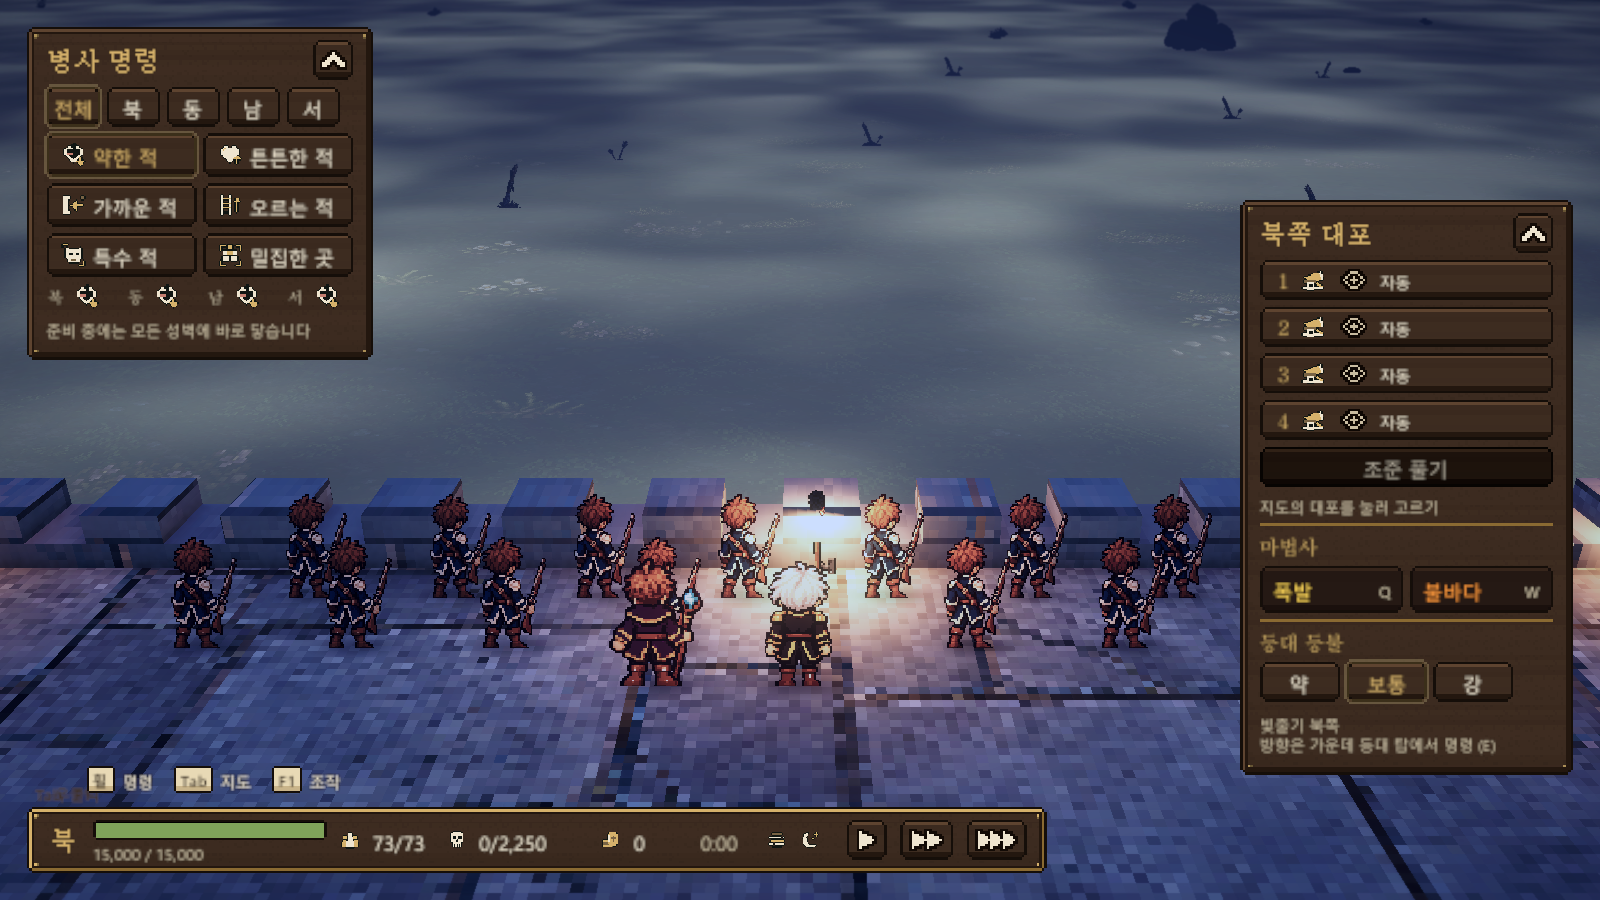 병사 명령
전체 북 동 남 서
약한 적 튼튼한 적
가까운 적 오르는 적
특수 적 밀집한 곳
북 동 남 서
준비 중에는 모든 성벽에 바로 닿습니다
북쪽 대포
1 자동
2 자동
3 자동
4 자동
조준 풀기
지도의 대포를 눌러 고르기
마법사
폭발 Q 불바다 W
등대 등불
약 보통 강
빛줄기 북쪽
방향은 가운데 등대 탑에서 명령 (E)
휠 명령 Tab 지도 F1 조작
북 73/73 0/2,250 0 0:00
15,000 / 15,000